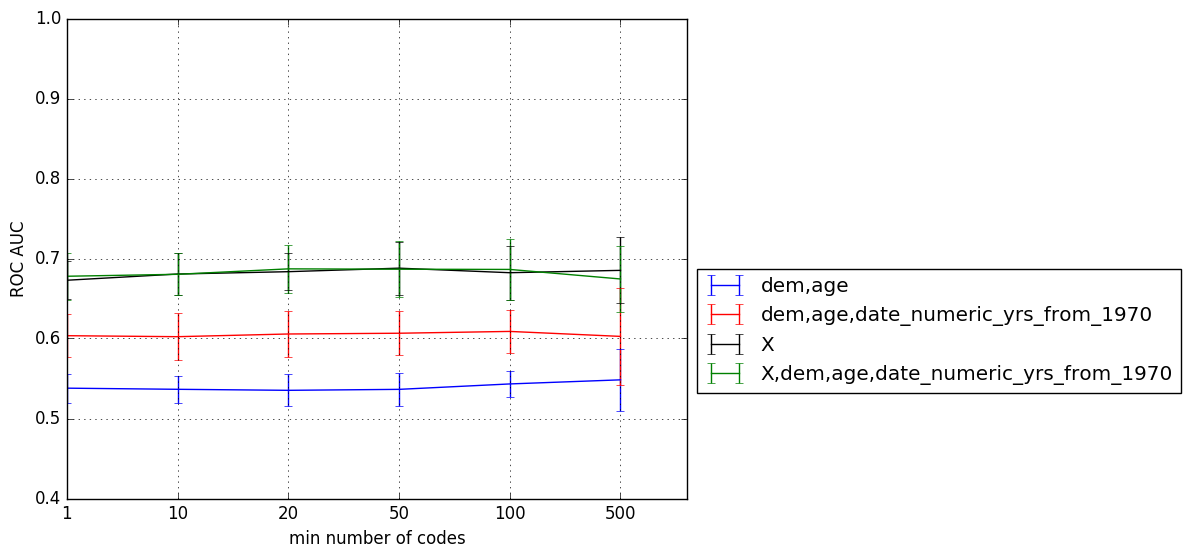 1.0
0.9
0.8
0.7
0.6
0.5
0.4
ROC AUC
1 10 20 50 100 500
min number of codes
dem,age
dem,age,date_numeric_yrs_from_1970
X
X,dem,age,date_numeric_yrs_from_1970